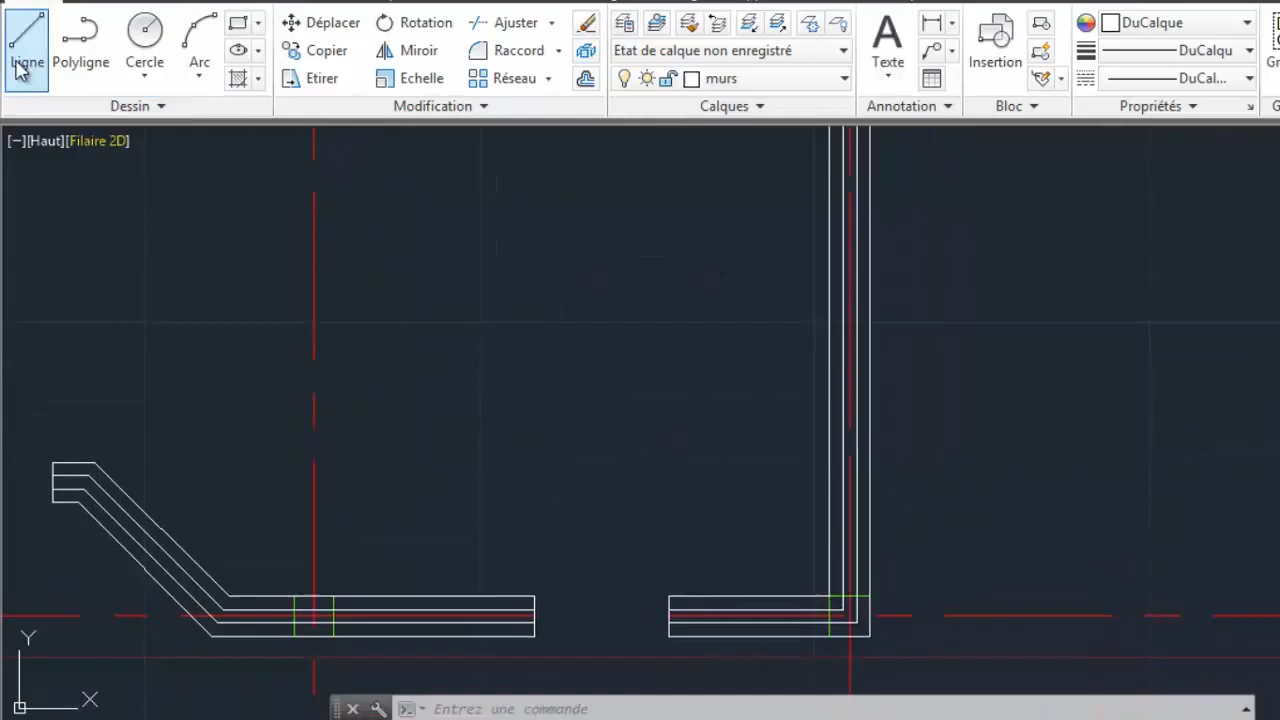 Déplacer Rotation Ajuster DuCalque
Copier Miroir Raccord Etat de calque non enregistré DuCalqu
Ligne Polyligne Cercle Arc Texte Insertion
Etirer Echelle Réseau murs DuCal...
Dessin Modification Calques Annotation Bloc Propriétés
[−][Haut][Filaire 2D]
Y
X
Entrez une commande